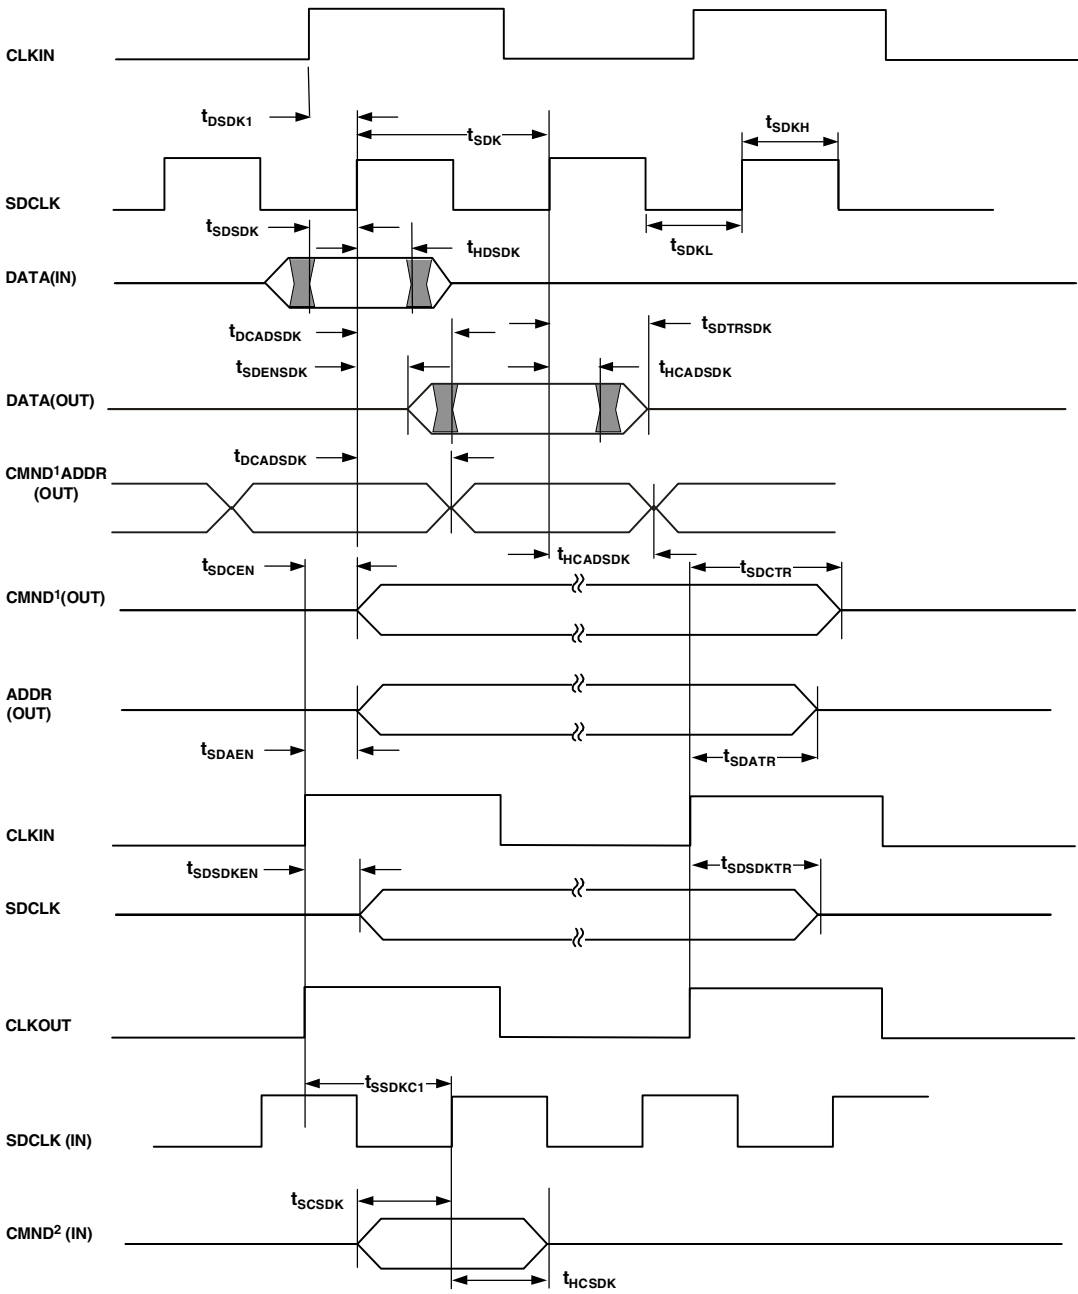 CLKIN
tDSDK1
tSDK
tSDKH
SDCLK
tSDSDK
tHDSDK
tSDKL
DATA(IN)
tDCADSDK
tSDTRSDK
tSDENSDK
tHCADSDK
DATA(OUT)
tDCADSDK
CMND1ADDR
(OUT)
tHCADSDK
tSDCEN
tSDCTR
CMND1(OUT)
ADDR
(OUT)
tSDAEN
tSDATR
CLKIN
tSDSDKEN
tSDSDKTR
SDCLK
CLKOUT
tSSDKC1
SDCLK (IN)
tSCSDK
CMND2 (IN)
tHCSDK